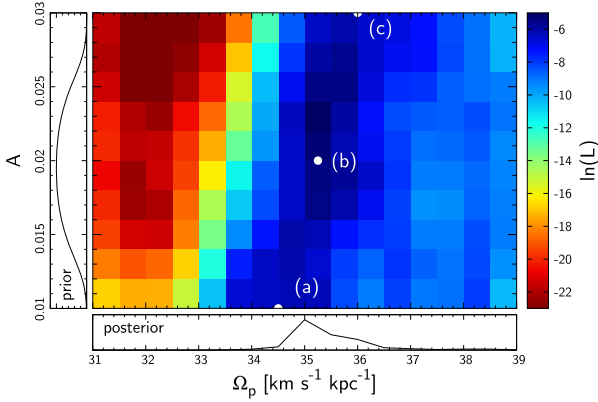 0.03
0.025
0.02
0.015
0.01
A
prior
(c)
(b)
(a)
-6
-8
-10
-12
-14
-16
-18
-20
-22
ln(L)
posterior
31 32 33 34 35 36 37 38 39
Ωp [km s-1 kpc-1]